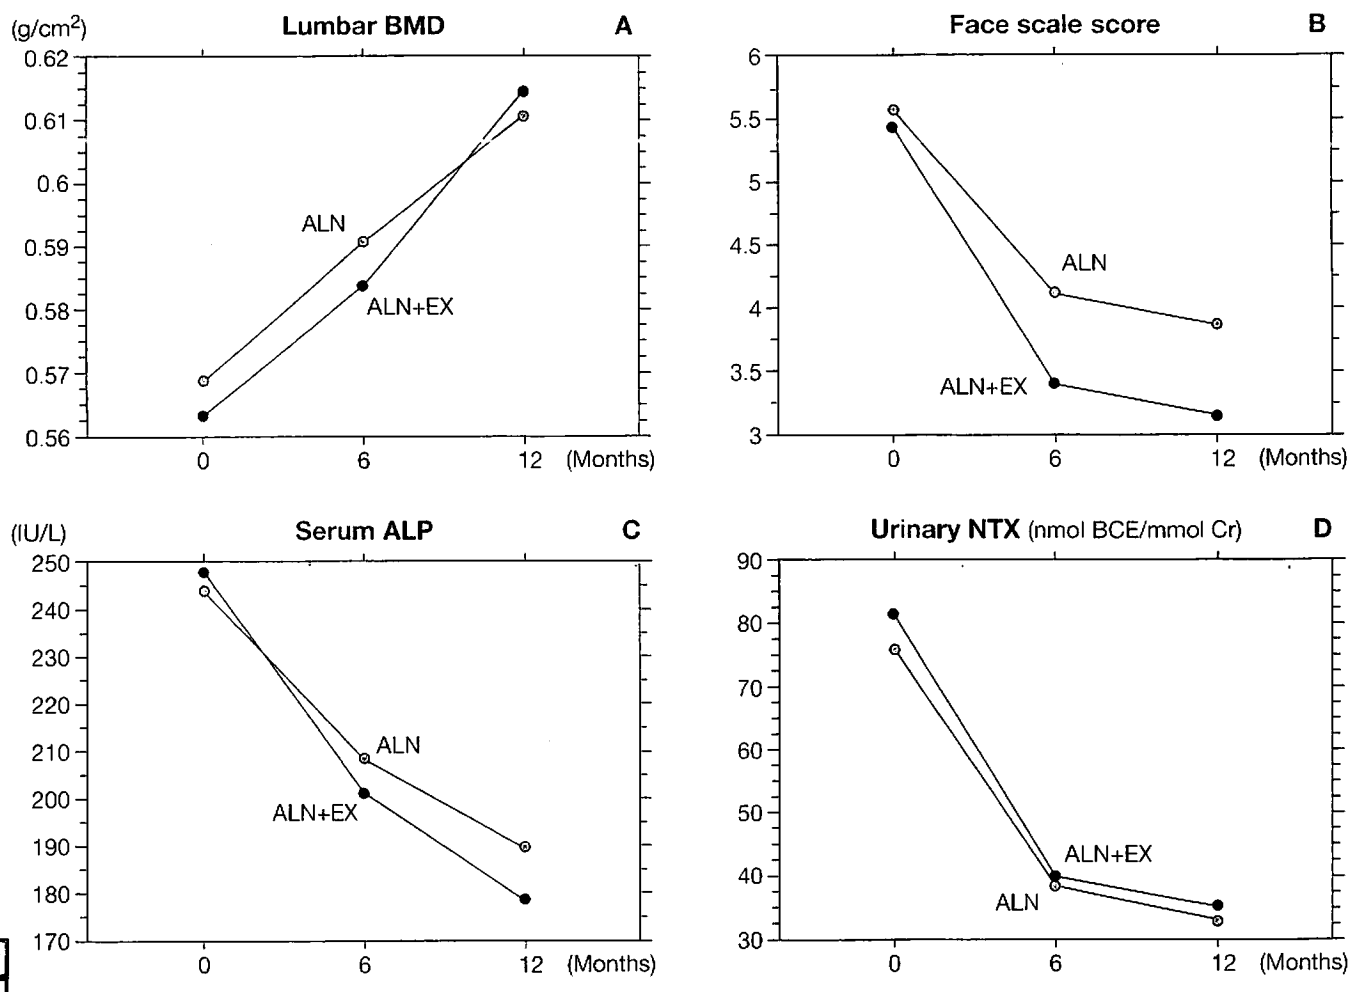 (g/cm²) Lumbar BMD A
0.62
0.61
0.6
0.59
0.58
0.57
0.56
ALN
ALN+EX
0 6 12 (Months)
Face scale score B
6
5.5
5
4.5
4
3.5
3
ALN
ALN+EX
0 6 12 (Months)
(IU/L) Serum ALP C
250
240
230
220
210
200
190
180
170
ALN
ALN+EX
0 6 12 (Months)
Urinary NTX (nmol BCE/mmol Cr) D
90
80
70
60
50
40
30
ALN+EX
ALN
0 6 12 (Months)